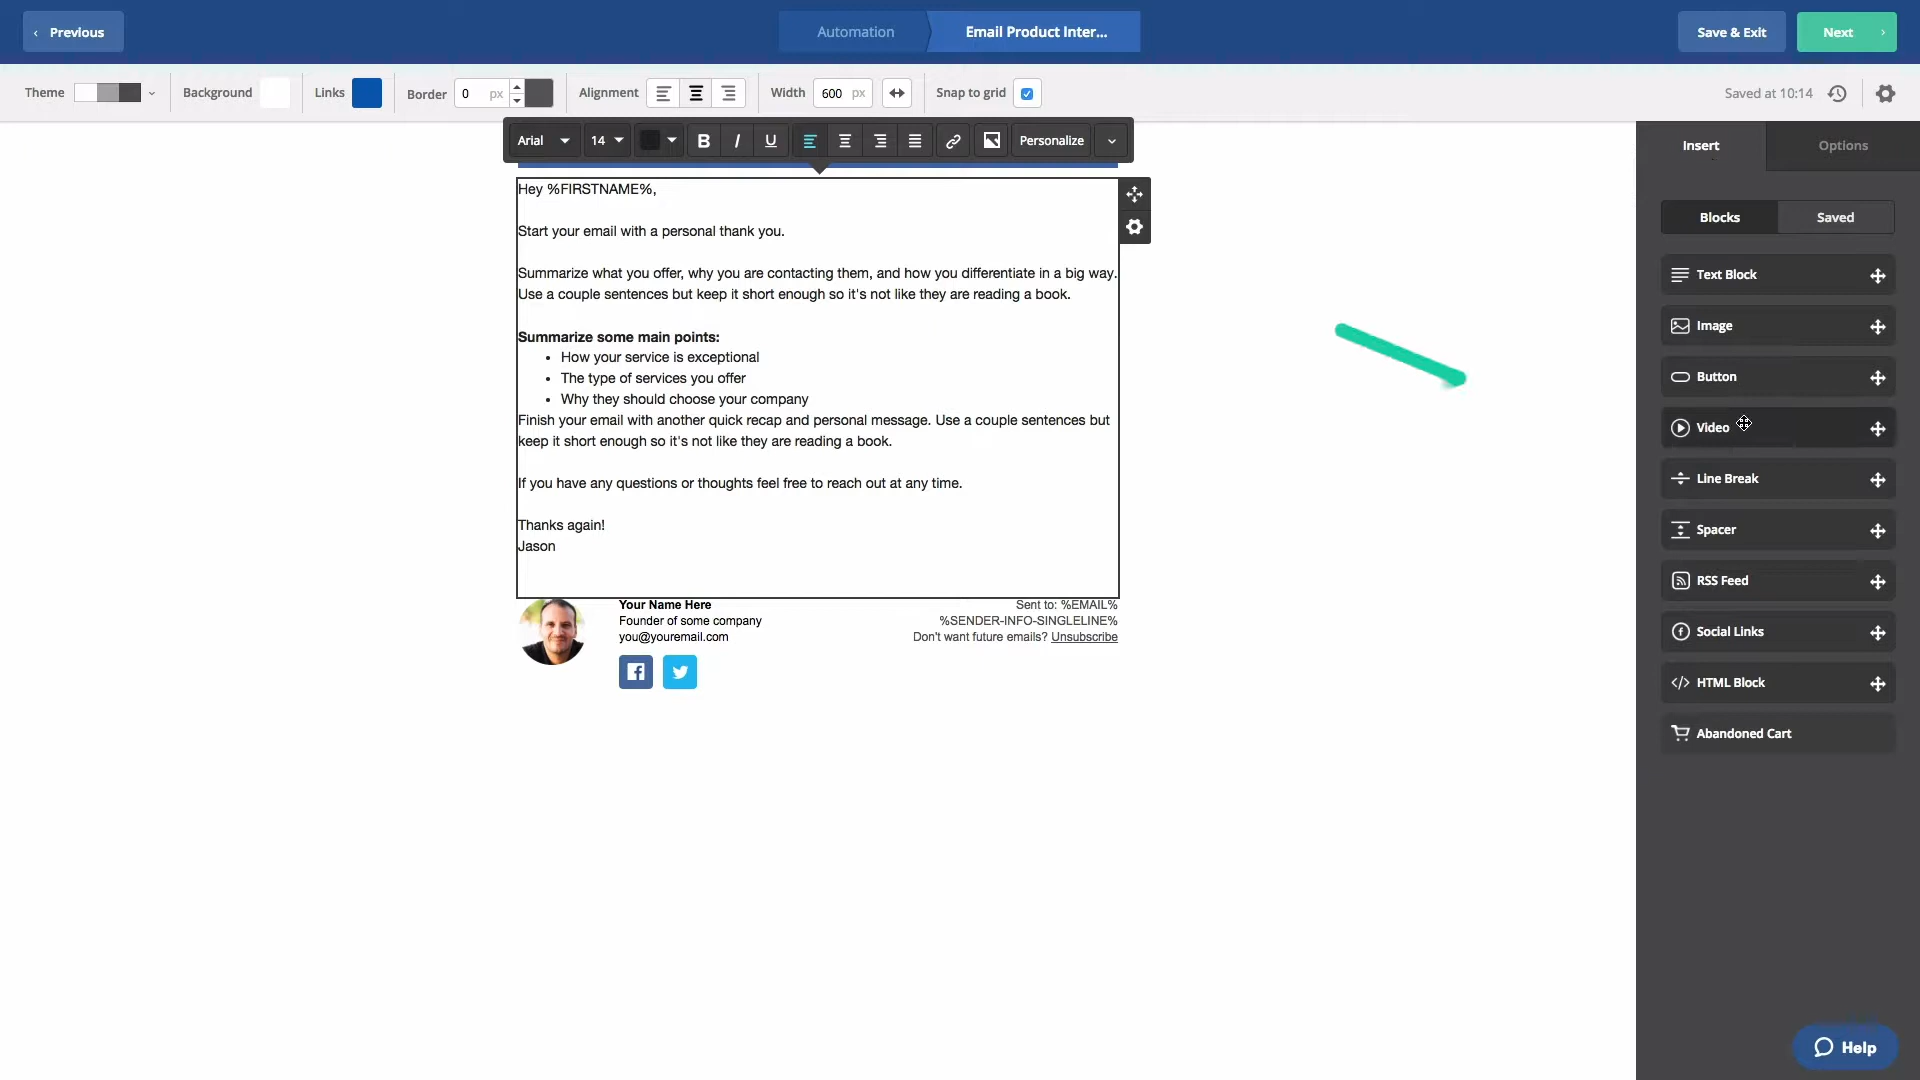 ‹ Previous
Automation
Email Product Inter...
Save & Exit
Next ›
Theme
Background
Links
Border 0 px
Alignment
Width 600 px
Snap to grid
Saved at 10:14
Arial 14 B I U Personalize
Insert
Options
Blocks
Saved
Text Block
Image
Button
Video
Line Break
Spacer
RSS Feed
Social Links
</> HTML Block
Abandoned Cart
Hey %FIRSTNAME%,
Start your email with a personal thank you.
Summarize what you offer, why you are contacting them, and how you differentiate in a big way.
Use a couple sentences but keep it short enough so it's not like they are reading a book.
Summarize some main points:
• How your service is exceptional
• The type of services you offer
• Why they should choose your company
Finish your email with another quick recap and personal message. Use a couple sentences but
keep it short enough so it's not like they are reading a book.
If you have any questions or thoughts feel free to reach out at any time.
Thanks again!
Jason
Your Name Here
Founder of some company
you@youremail.com
Sent to: %EMAIL%
%SENDER-INFO-SINGLELINE%
Don't want future emails? Unsubscribe
Help